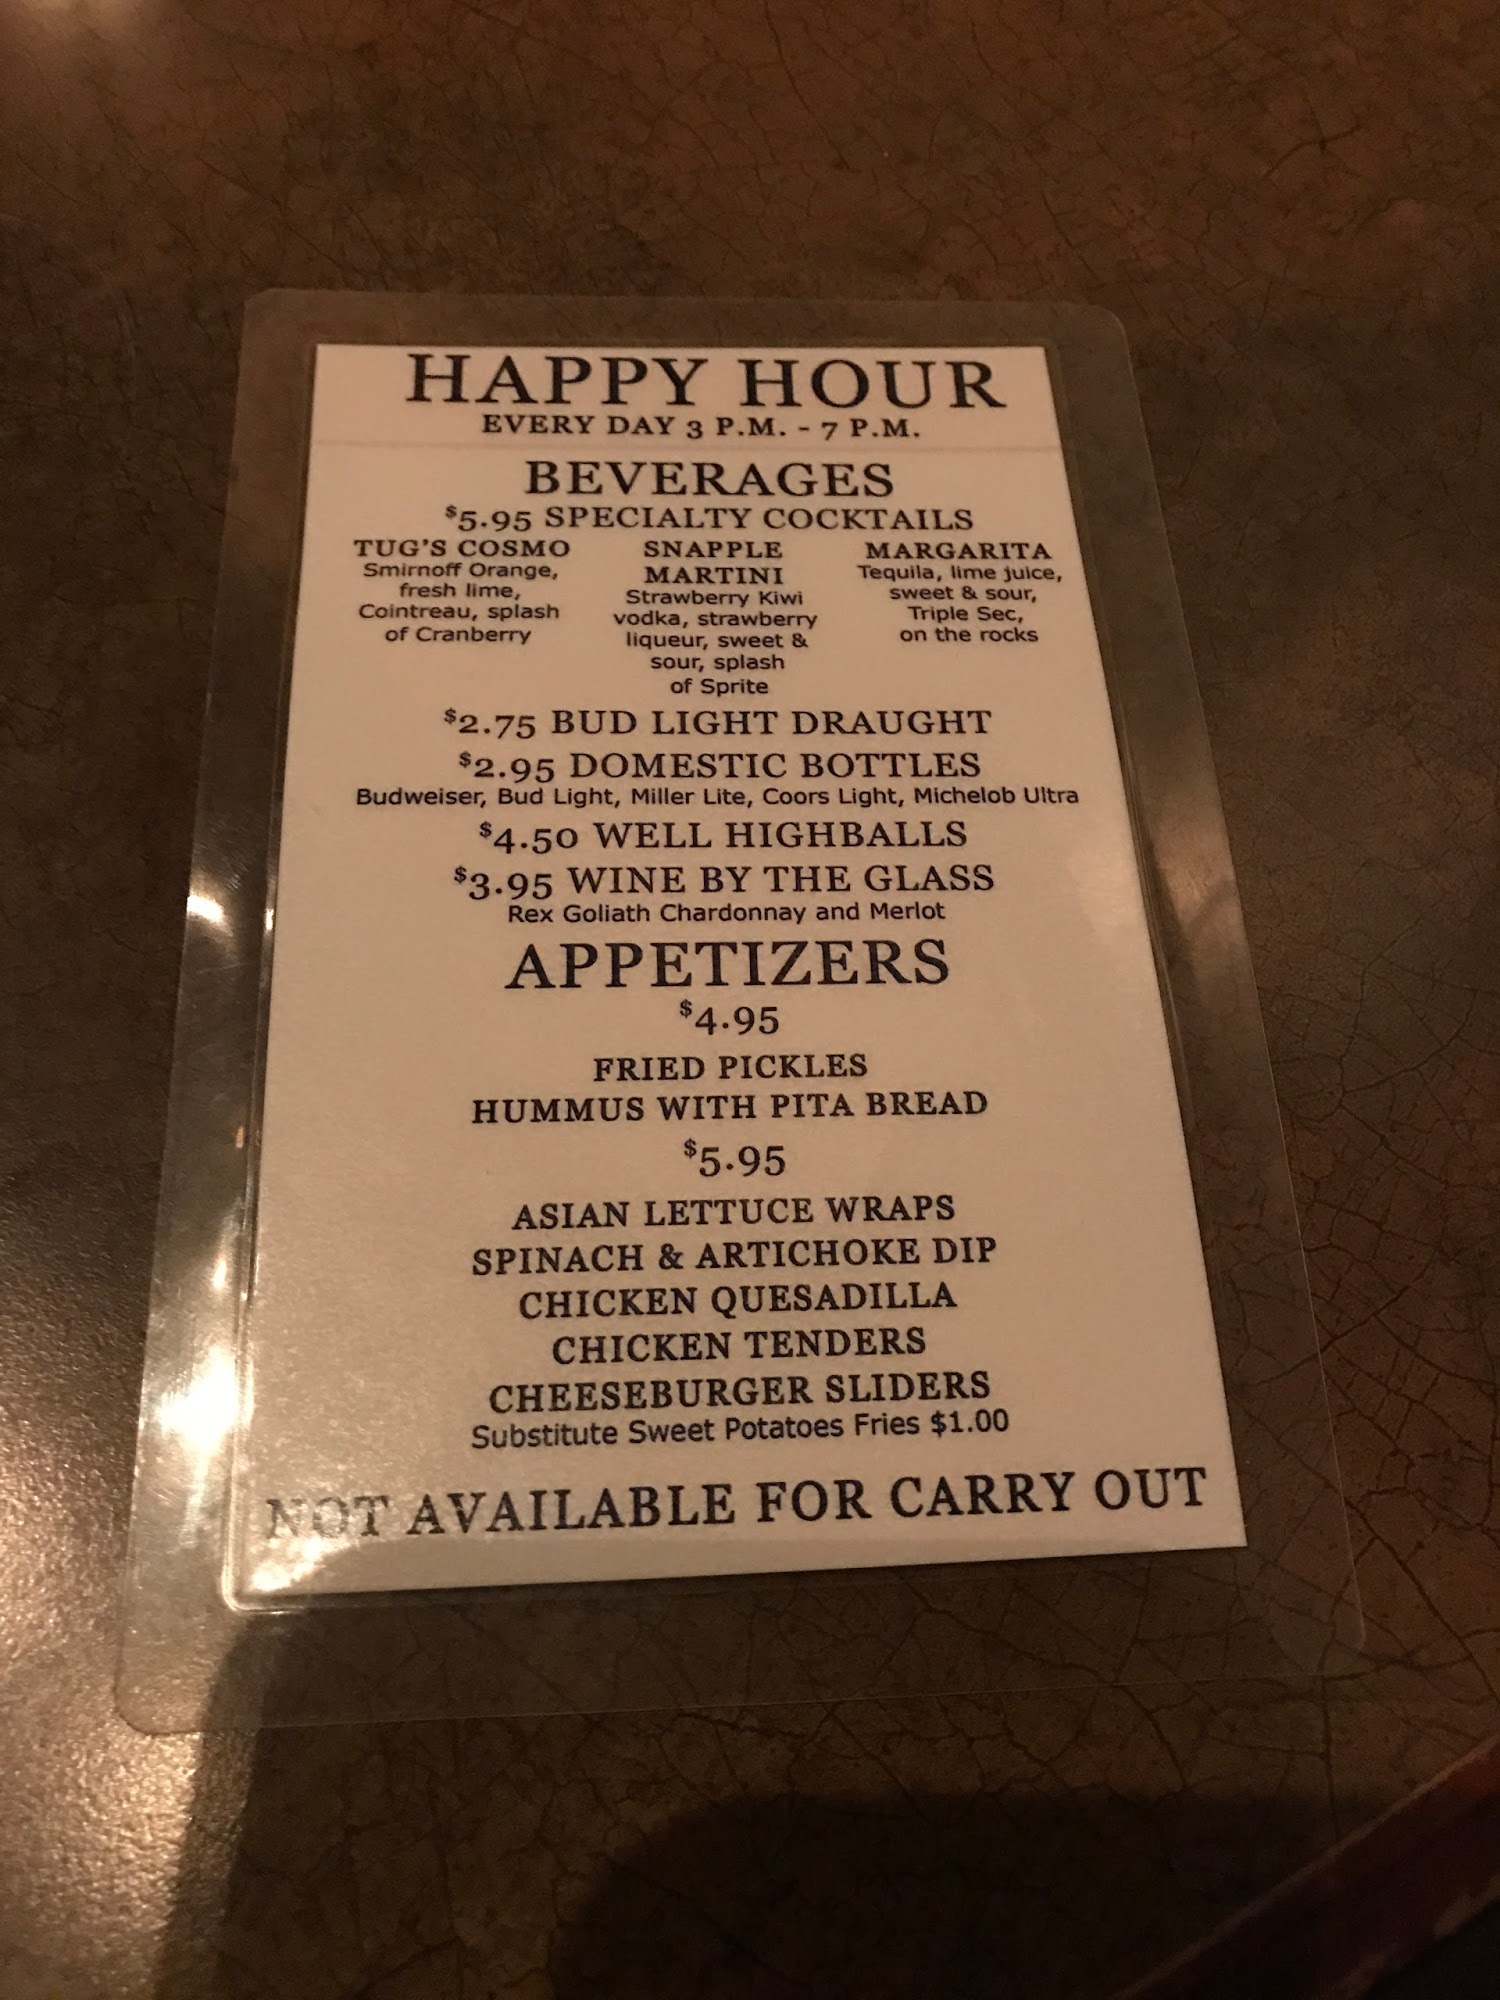 HAPPY HOUR
EVERY DAY 3 P.M. - 7 P.M.
BEVERAGES
$5.95 SPECIALTY COCKTAILS
TUG'S COSMO
Smirnoff Orange,
fresh lime,
Cointreau, splash
of Cranberry
SNAPPLE
MARTINI
Strawberry Kiwi
vodka, strawberry
liqueur, sweet &
sour, splash
of Sprite
MARGARITA
Tequila, lime juice,
sweet & sour,
Triple Sec,
on the rocks
$2.75 BUD LIGHT DRAUGHT
$2.95 DOMESTIC BOTTLES
Budweiser, Bud Light, Miller Lite, Coors Light, Michelob Ultra
$4.50 WELL HIGHBALLS
$3.95 WINE BY THE GLASS
Rex Goliath Chardonnay and Merlot
APPETIZERS
$4.95
FRIED PICKLES
HUMMUS WITH PITA BREAD
$5.95
ASIAN LETTUCE WRAPS
SPINACH & ARTICHOKE DIP
CHICKEN QUESADILLA
CHICKEN TENDERS
CHEESEBURGER SLIDERS
Substitute Sweet Potatoes Fries $1.00
NOT AVAILABLE FOR CARRY OUT